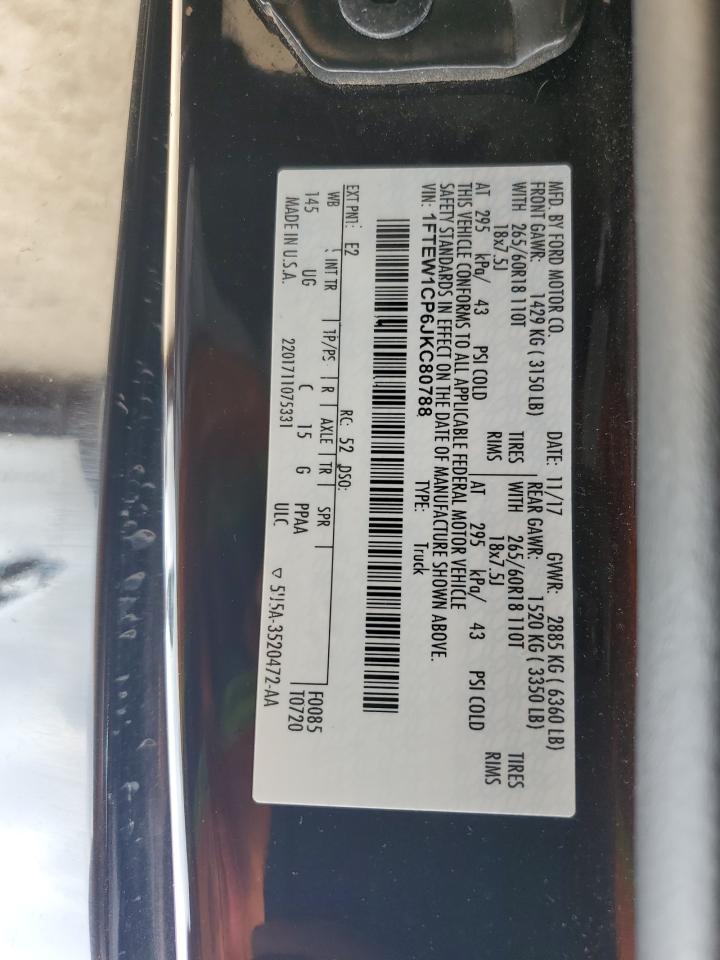 MFD. BY FORD MOTOR CO. DATE: 11/17 GVWR: 2885 KG ( 6360 LB)
FRONT GAWR: 1429 KG ( 3150 LB) REAR GAWR: 1520 KG ( 3350 LB)
WITH 265/60R18 110T TIRES WITH 265/60R18 110T TIRES
18x7.5J RIMS 18x7.5J RIMS
AT 295 kPa/ 43 PSI COLD AT 295 kPa/ 43 PSI COLD
THIS VEHICLE CONFORMS TO ALL APPLICABLE FEDERAL MOTOR VEHICLE
SAFETY STANDARDS IN EFFECT ON THE DATE OF MANUFACTURE SHOWN ABOVE.
VIN: 1FTEW1CP6JKC80788 TYPE: Truck
EXT PNT: E2 RC: 52 DSO:
WB INT TR TP/PS R AXLE TR SPR F0085
145 UG C 15 G PPAA T0720
MADE IN U.S.A. 2201711075331 ULC ▽ 5U5A-3520472-AA